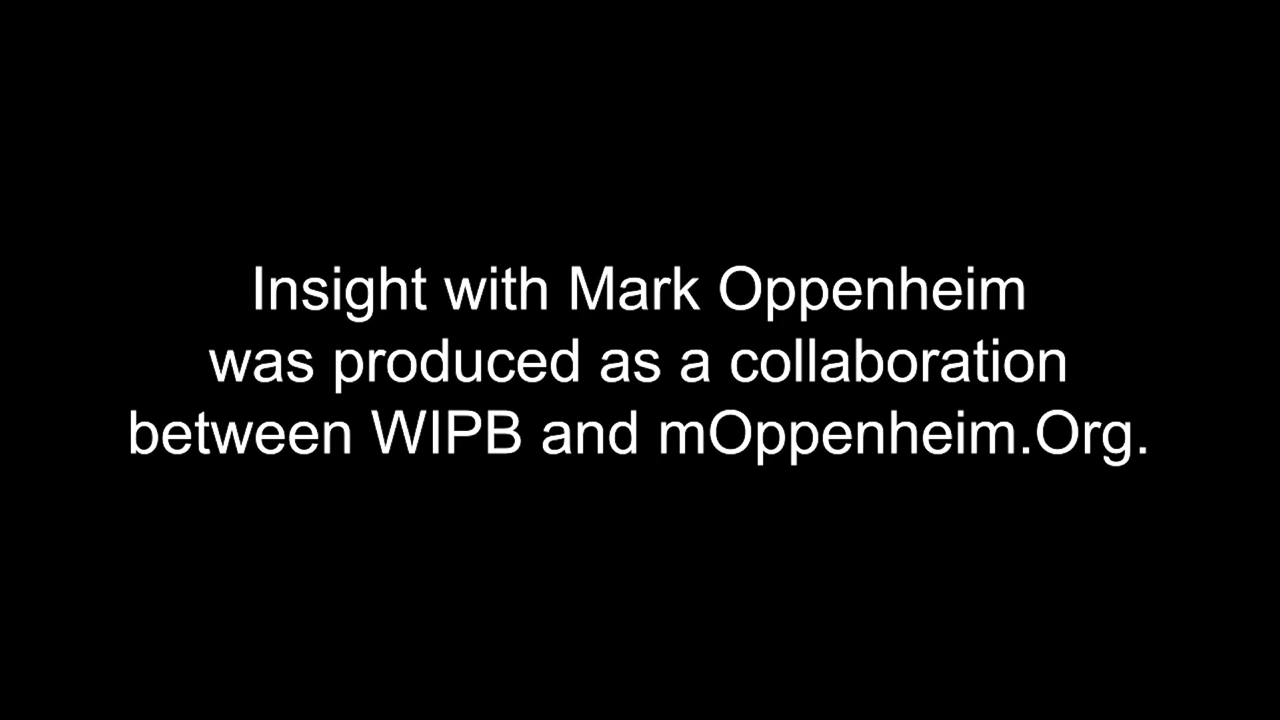 Insight with Mark Oppenheim
was produced as a collaboration
between WIPB and mOppenheim.Org.